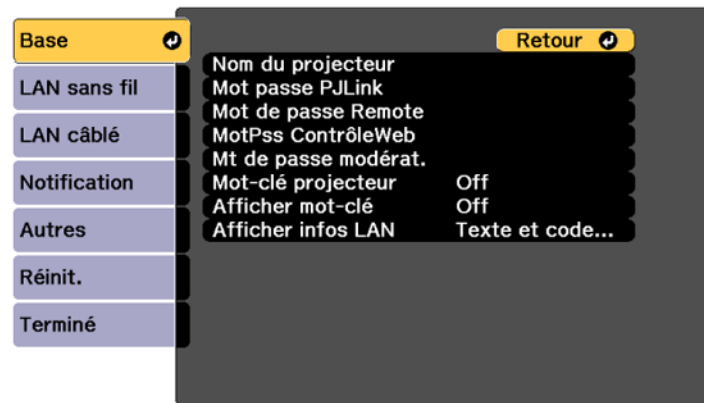 Base
LAN sans fil
LAN câblé
Notification
Autres
Réinit.
Terminé
Retour
Nom du projecteur
Mot passe PJLink
Mot de passe Remote
MotPss ContrôleWeb
Mt de passe modérat.
Mot-clé projecteur Off
Afficher mot-clé Off
Afficher infos LAN Texte et code...